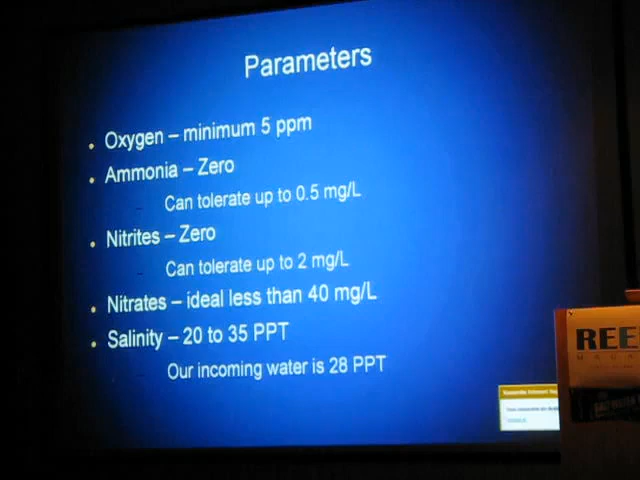 Parameters
• Oxygen – minimum 5 ppm
• Ammonia – Zero
Can tolerate up to 0.5 mg/L
• Nitrites – Zero
Can tolerate up to 2 mg/L
• Nitrates – ideal less than 40 mg/L
• Salinity – 20 to 35 PPT
Our incoming water is 28 PPT
REE